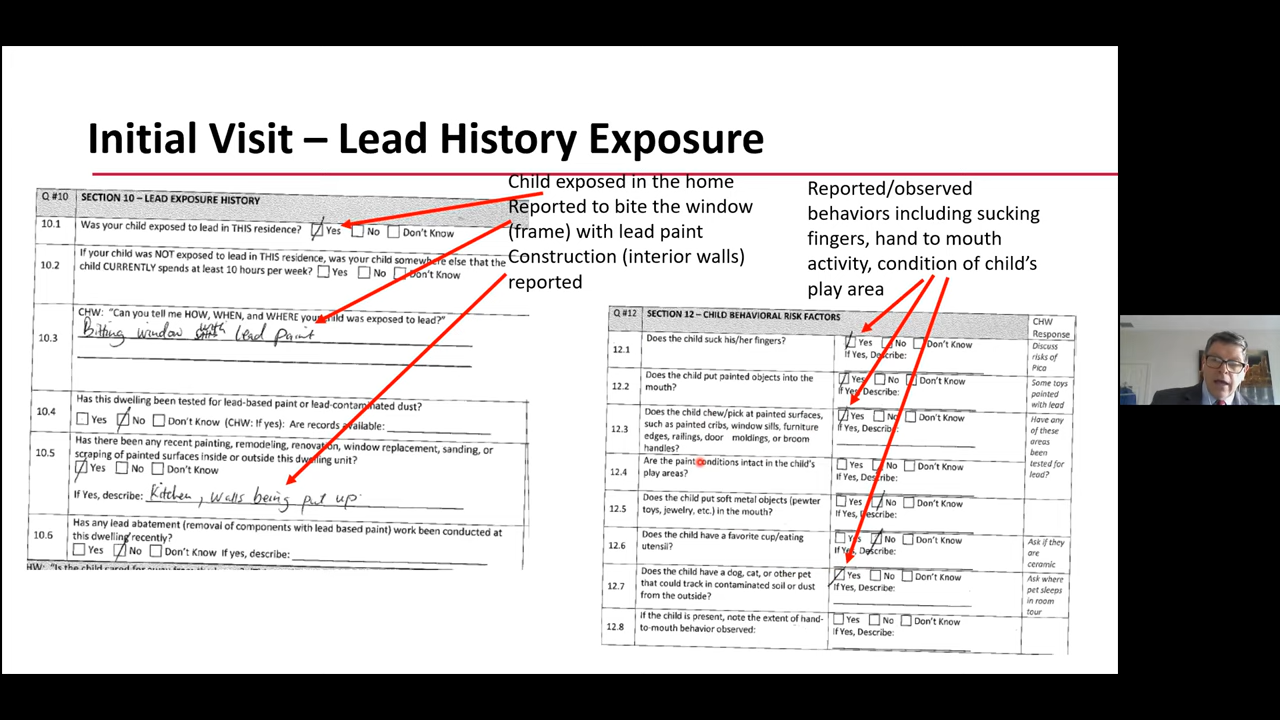 Initial Visit – Lead History Exposure
Child exposed in the home
Reported to bite the window
(frame) with lead paint
Construction (interior walls)
reported
Reported/observed
behaviors including sucking
fingers, hand to mouth
activity, condition of child's
play area
Q #10 SECTION 10 – LEAD EXPOSURE HISTORY
10.1 Was your child exposed to lead in THIS residence? Yes No Don't Know
10.2 If your child was NOT exposed to lead in THIS residence, was your child somewhere else that the
child CURRENTLY spends at least 10 hours per week? Yes No Don't Know
CHW: "Can you tell me HOW, WHEN, and WHERE your child was exposed to lead?"
10.3 Bitting window with lead paint
10.4 Has this dwelling been tested for lead-based paint or lead-contaminated dust?
Yes No Don't Know (CHW: If yes): Are records available:
10.5 Has there been any recent painting, remodeling, renovation, window replacement, sanding, or
scraping of painted surfaces inside or outside this dwelling unit?
Yes No Don't Know
If Yes, describe: Kitchen, walls being put up
10.6 Has any lead abatement (removal of components with lead based paint) work been conducted at
this dwelling recently?
Yes No Don't Know If yes, describe:
Q #12 SECTION 12 – CHILD BEHAVIORAL RISK FACTORS CHW
Response
12.1 Does the child suck his/her fingers? Yes No Don't Know
If Yes, Describe:
Discuss
risks of
Pica
12.2 Does the child put painted objects into the
mouth?
Yes No Don't Know
If Yes, Describe:
Some toys
painted
with lead
12.3 Does the child chew/pick at painted surfaces,
such as painted cribs, window sills, furniture
edges, railings, door moldings, or broom
handles?
Yes No Don't Know
If Yes, Describe:
Have any
of these
areas
been
tested for
lead?
12.4 Are the paint conditions intact in the child's
play areas?
Yes No Don't Know
If Yes, Describe:
12.5 Does the child put soft metal objects (pewter
toys, jewelry, etc.) in the mouth?
Yes No Don't Know
If Yes, Describe:
12.6 Does the child have a favorite cup/eating
utensil?
Yes No Don't Know
If Yes, Describe:
Ask if they
are
ceramic
12.7 Does the child have a dog, cat, or other pet
that could track in contaminated soil or dust
from the outside?
Yes No Don't Know
If Yes, Describe:
Ask where
pet sleeps
in room
tour
12.8 If the child is present, note the extent of hand-
to-mouth behavior observed:
Yes No Don't Know
If Yes, Describe: